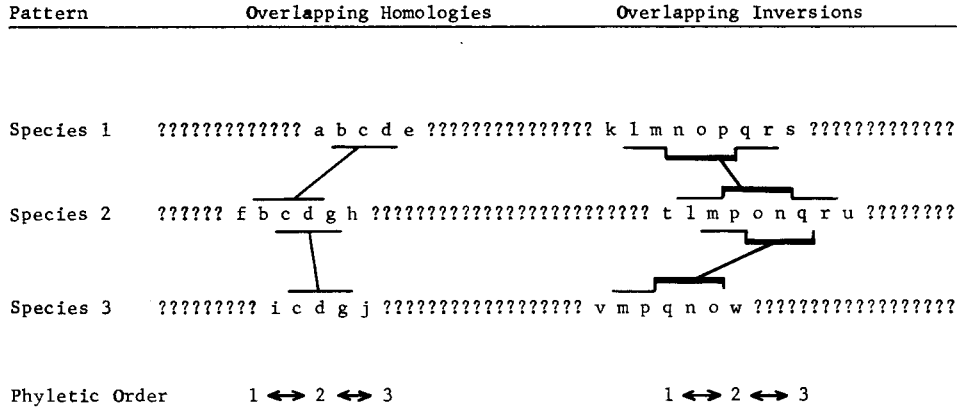 Pattern Overlapping Homologies Overlapping Inversions
Species 1 ????????????? a b c d e ??????????????? k l m n o p q r s ?????????????
Species 2 ?????? f b c d g h ????????????????????????? t l m p o n q r u ????????
Species 3 ????????? i c d g j ?????????????????? v m p q n o w ??????????????????
Phyletic Order 1 ↔ 2 ↔ 3 1 ↔ 2 ↔ 3